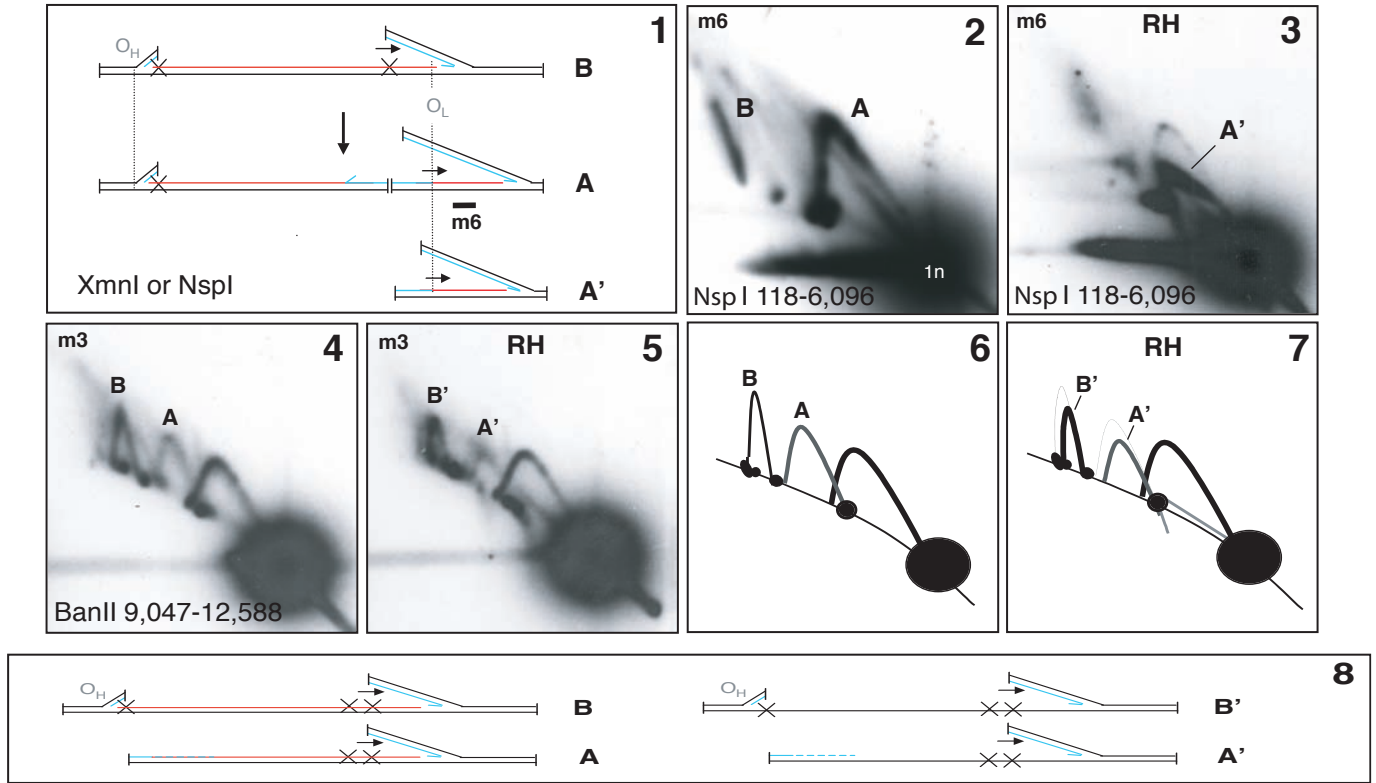 1
O_H
B
O_L
A
m6
A'
XmnI or NspI
m6
2
B
A
1n
Nsp I 118-6,096
m6
RH
3
A'
Nsp I 118-6,096
m3
4
B
A
BanII 9,047-12,588
m3
RH
5
B'
A'
6
B
A
RH
7
B'
A'
8
O_H
B
A
O_H
B'
A'